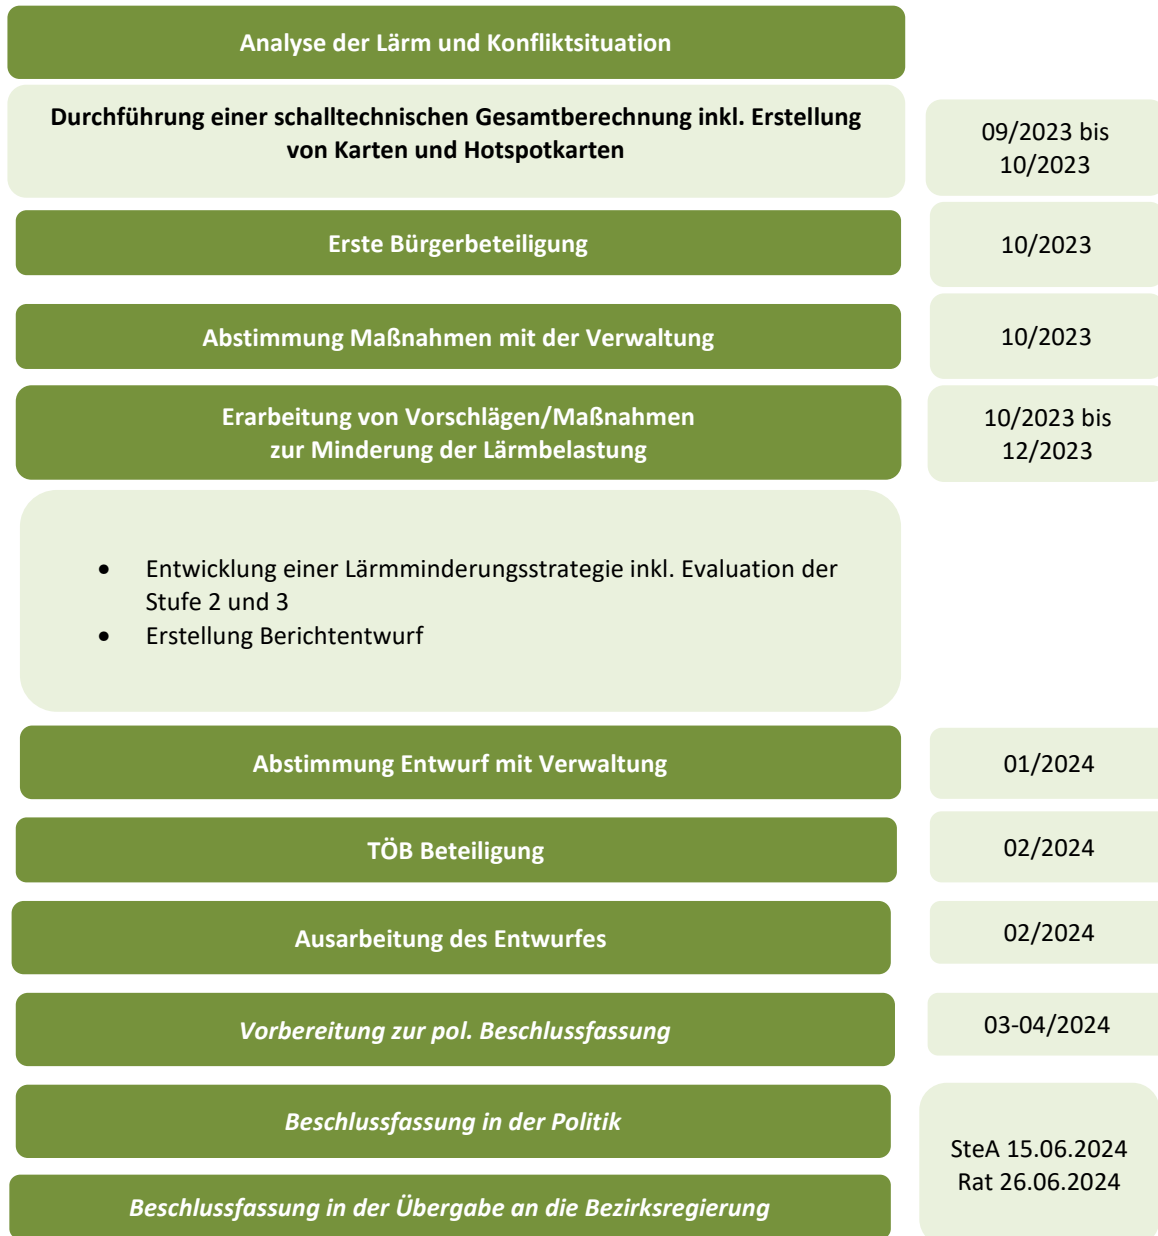 Analyse der Lärm und Konfliktsituation
Durchführung einer schalltechnischen Gesamtberechnung inkl. Erstellung
von Karten und Hotspotkarten
09/2023 bis
10/2023
Erste Bürgerbeteiligung
10/2023
Abstimmung Maßnahmen mit der Verwaltung
10/2023
Erarbeitung von Vorschlägen/Maßnahmen
zur Minderung der Lärmbelastung
10/2023 bis
12/2023
• Entwicklung einer Lärmminderungsstrategie inkl. Evaluation der
Stufe 2 und 3
• Erstellung Berichtentwurf
Abstimmung Entwurf mit Verwaltung
01/2024
TÖB Beteiligung
02/2024
Ausarbeitung des Entwurfes
02/2024
Vorbereitung zur pol. Beschlussfassung
03-04/2024
Beschlussfassung in der Politik
Beschlussfassung in der Übergabe an die Bezirksregierung
SteA 15.06.2024
Rat 26.06.2024